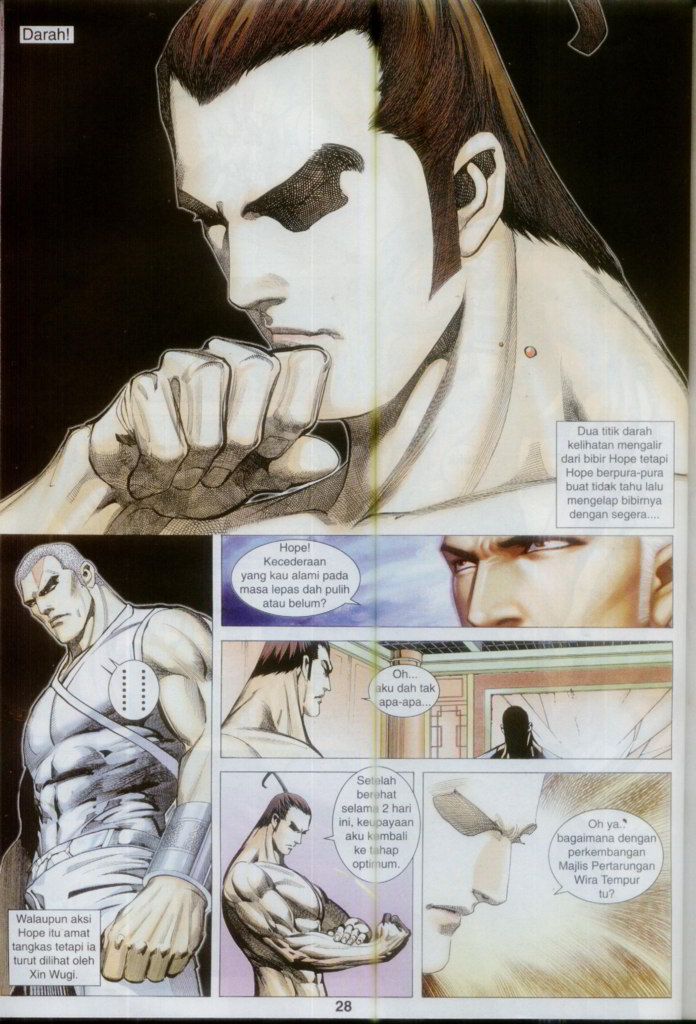 Darah!
Dua titik darah
kelihatan mengalir
dari bibir Hope tetapi
Hope berpura-pura
buat tidak tahu lalu
mengelap bibirnya
dengan segera....
Walaupun aksi
Hope itu amat
tangkas tetapi ia
turut dilihat oleh
Xin Wugi.
Hope!
Kecederaan
yang kau alami pada
masa lepas dah pulih
atau belum?
Oh...
aku dah tak
apa-apa...
Setelah
berehat
selama 2 hari
ini, keupayaan
aku kembali
ke tahap
optimum.
Oh ya..
bagaimana dengan
perkembangan
Majlis Pertarungan
Wira Tempur
tu?
28